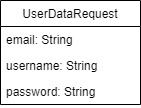 UserDataRequest
email: String
username: String
password: String